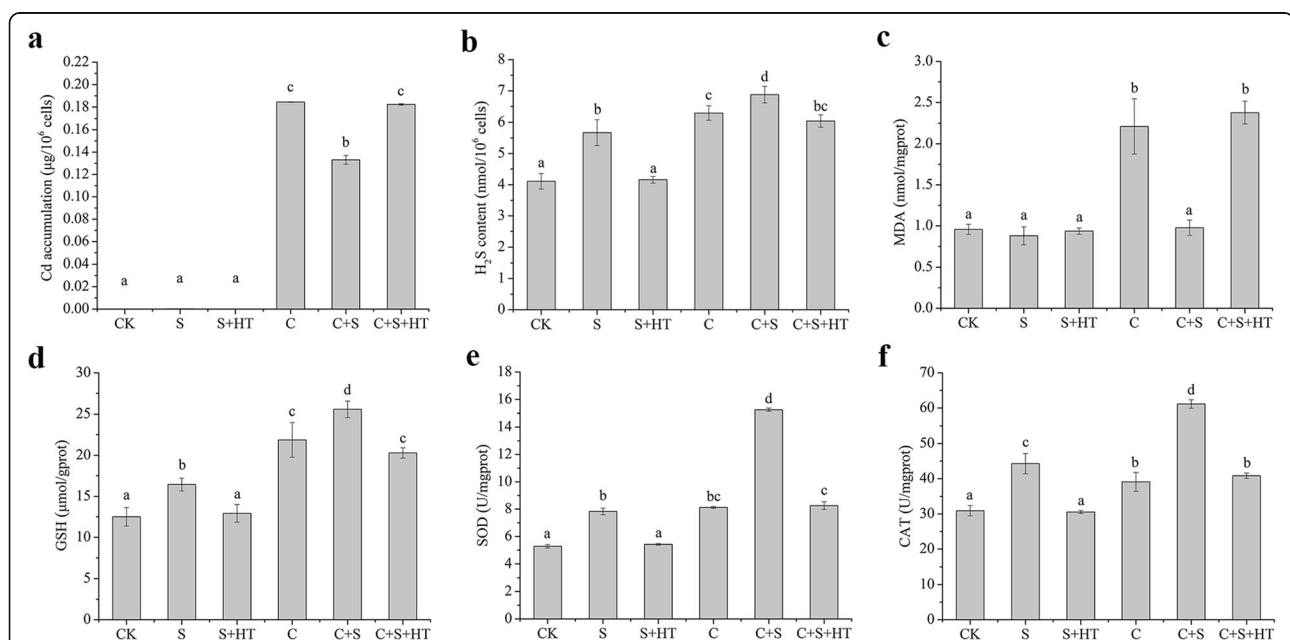 a
Cd accumulation (μg/10⁶ cells)
0.22
0.20
0.18
0.16
0.14
0.12
0.10
0.08
0.06
0.04
0.02
0.00
a
a
a
c
b
c
CK
S
S+HT
C
C+S
C+S+HT
b
H₂S content (nmol/10⁶ cells)
8
7
6
5
4
3
2
1
0
a
b
a
c
d
bc
CK
S
S+HT
C
C+S
C+S+HT
c
MDA (nmol/mgprot)
3.0
2.5
2.0
1.5
1.0
0.5
0.0
a
a
a
b
a
b
CK
S
S+HT
C
C+S
C+S+HT
d
GSH (μmol/gprot)
30
25
20
15
10
5
0
a
b
a
c
d
c
CK
S
S+HT
C
C+S
C+S+HT
e
SOD (U/mgprot)
18
16
14
12
10
8
6
4
2
0
a
b
a
bc
d
c
CK
S
S+HT
C
C+S
C+S+HT
f
CAT (U/mgprot)
70
60
50
40
30
20
10
0
a
c
a
b
d
b
CK
S
S+HT
C
C+S
C+S+HT